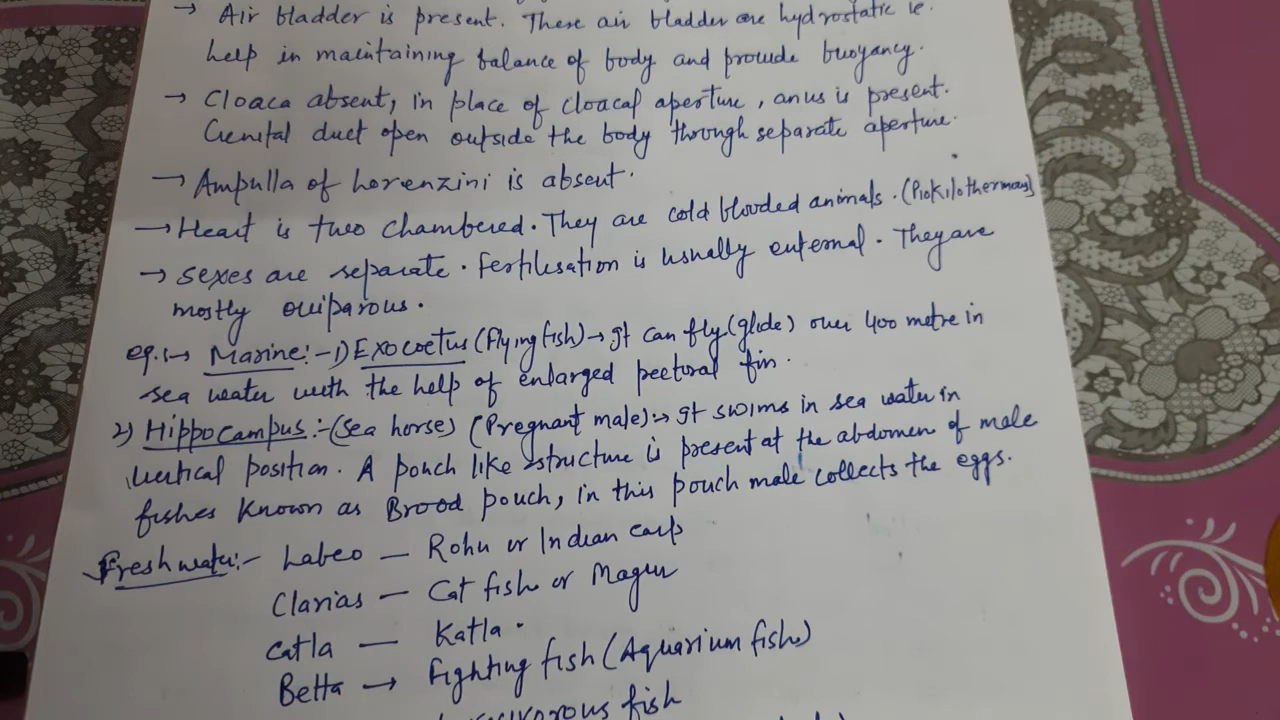 → Air bladder is present. These air bladder are hydrostatic ie.
help in maintaining balance of body and provide buoyancy.
→ Cloaca absent, in place of cloacal aperture, anus is present.
Genital duct open outside the body through separate aperture.
→ Ampulla of Lorenzini is absent.
→ Heart is two chambered. They are cold blooded animals. (Poikilothermous)
→ Sexes are separate. Fertilisation is usually external. They are
mostly oviparous.
eg.:→ Marine:- 1) Exocoetus (Flying fish) → It can fly (glide) over 400 metre in
sea water with the help of enlarged pectoral fin.
2) Hippocampus:- (Sea horse) (Pregnant male) :→ It swims in sea water in
vertical position. A pouch like structure is present at the abdomen of male
fishes known as Brood pouch, in this pouch male collects the eggs.
Freshwater:- Labeo — Rohu or Indian carp
Clarias — Cat fish or Magur
Catla — Katla.
Betta → Fighting fish (Aquarium fish)
fish